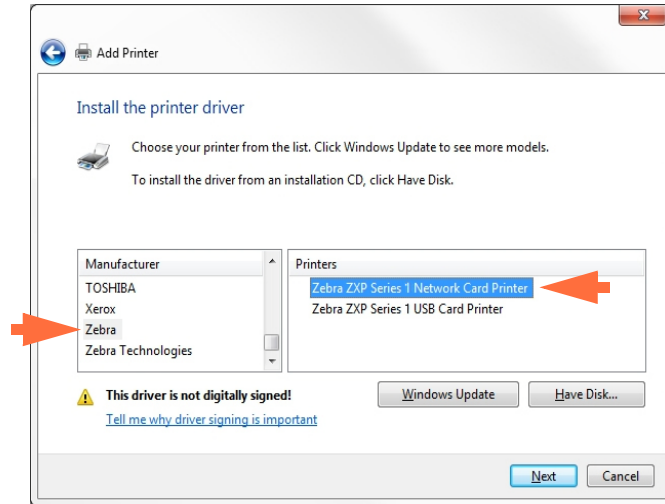 Add Printer
Install the printer driver
Choose your printer from the list. Click Windows Update to see more models.
To install the driver from an installation CD, click Have Disk.
Manufacturer
TOSHIBA
Xerox
Zebra
Zebra Technologies
Printers
Zebra ZXP Series 1 Network Card Printer
Zebra ZXP Series 1 USB Card Printer
This driver is not digitally signed!
Tell me why driver signing is important
Windows Update
Have Disk...
Next
Cancel